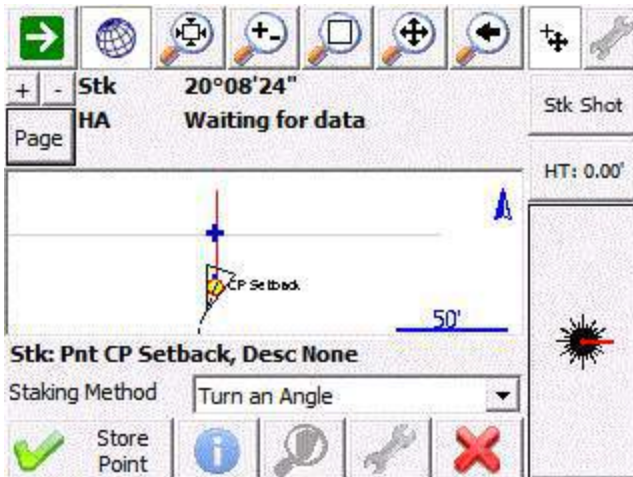 + - Stk 20°08'24"
Stk Shot
Page HA Waiting for data
HT: 0.00'
CP Setback
50'
Stk: Pnt CP Setback, Desc None
Staking Method Turn an Angle
Store
Point